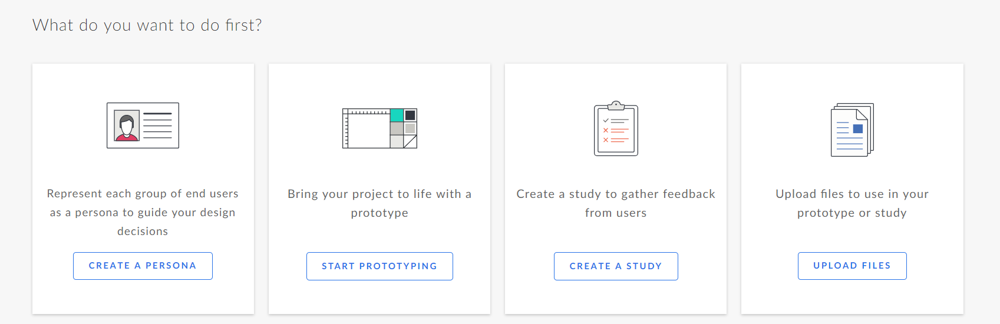 What do you want to do first?
Represent each group of end users
as a persona to guide your design
decisions
CREATE A PERSONA
Bring your project to life with a
prototype
START PROTOTYPING
Create a study to gather feedback
from users
CREATE A STUDY
Upload files to use in your
prototype or study
UPLOAD FILES